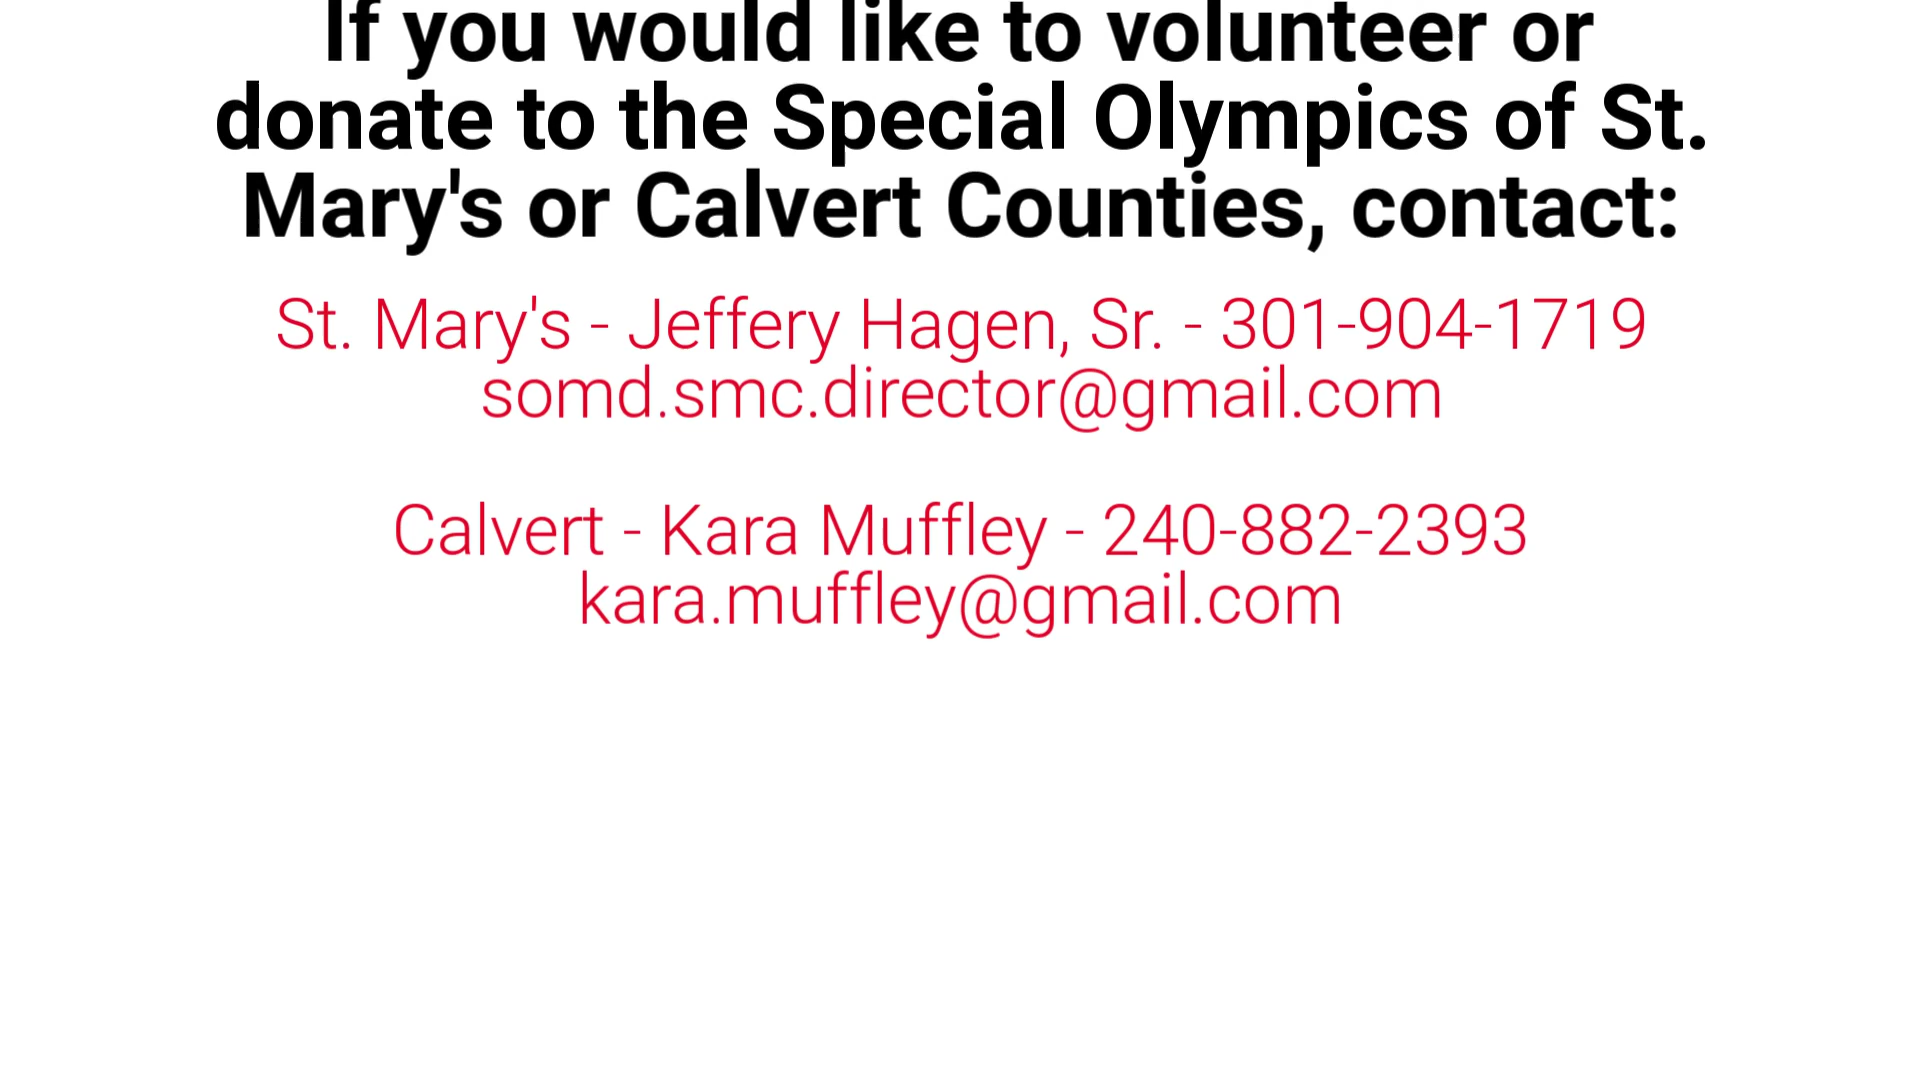 If you would like to volunteer or
donate to the Special Olympics of St.
Mary's or Calvert Counties, contact:
St. Mary's - Jeffery Hagen, Sr. - 301-904-1719
somd.smc.director@gmail.com
Calvert - Kara Muffley - 240-882-2393
kara.muffley@gmail.com